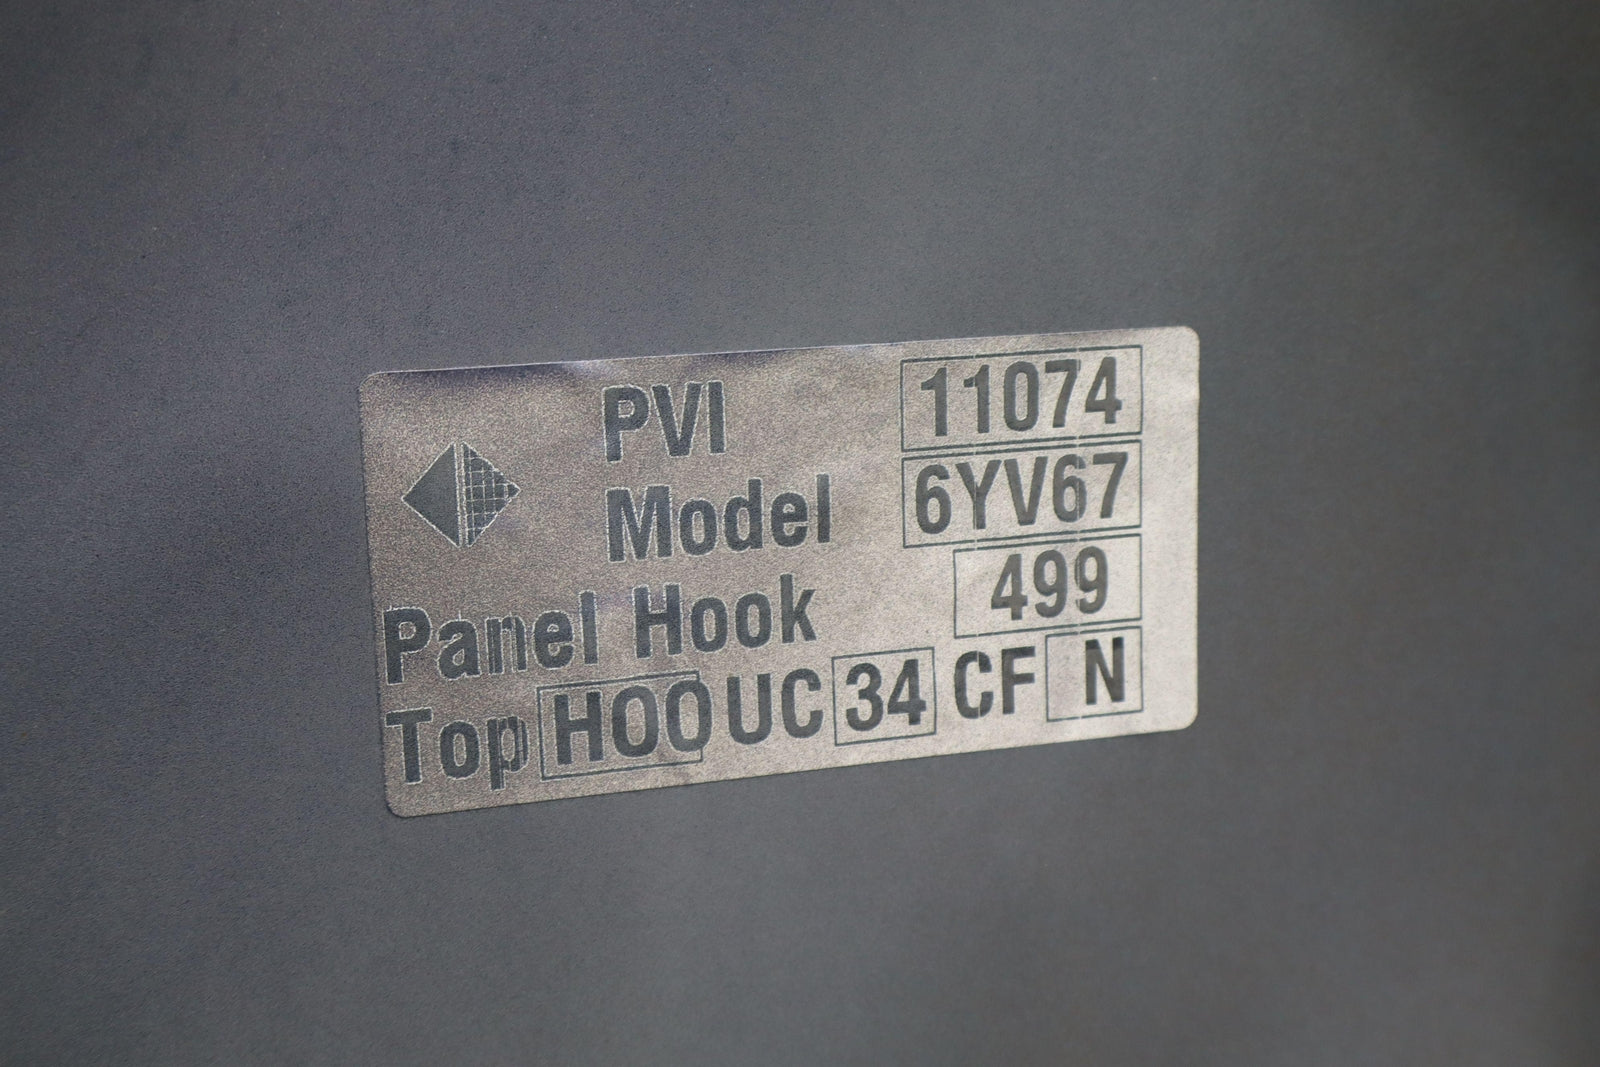 PVI 11074
Model 6YV67
Panel Hook 499
Top HOO UC 34 CF N